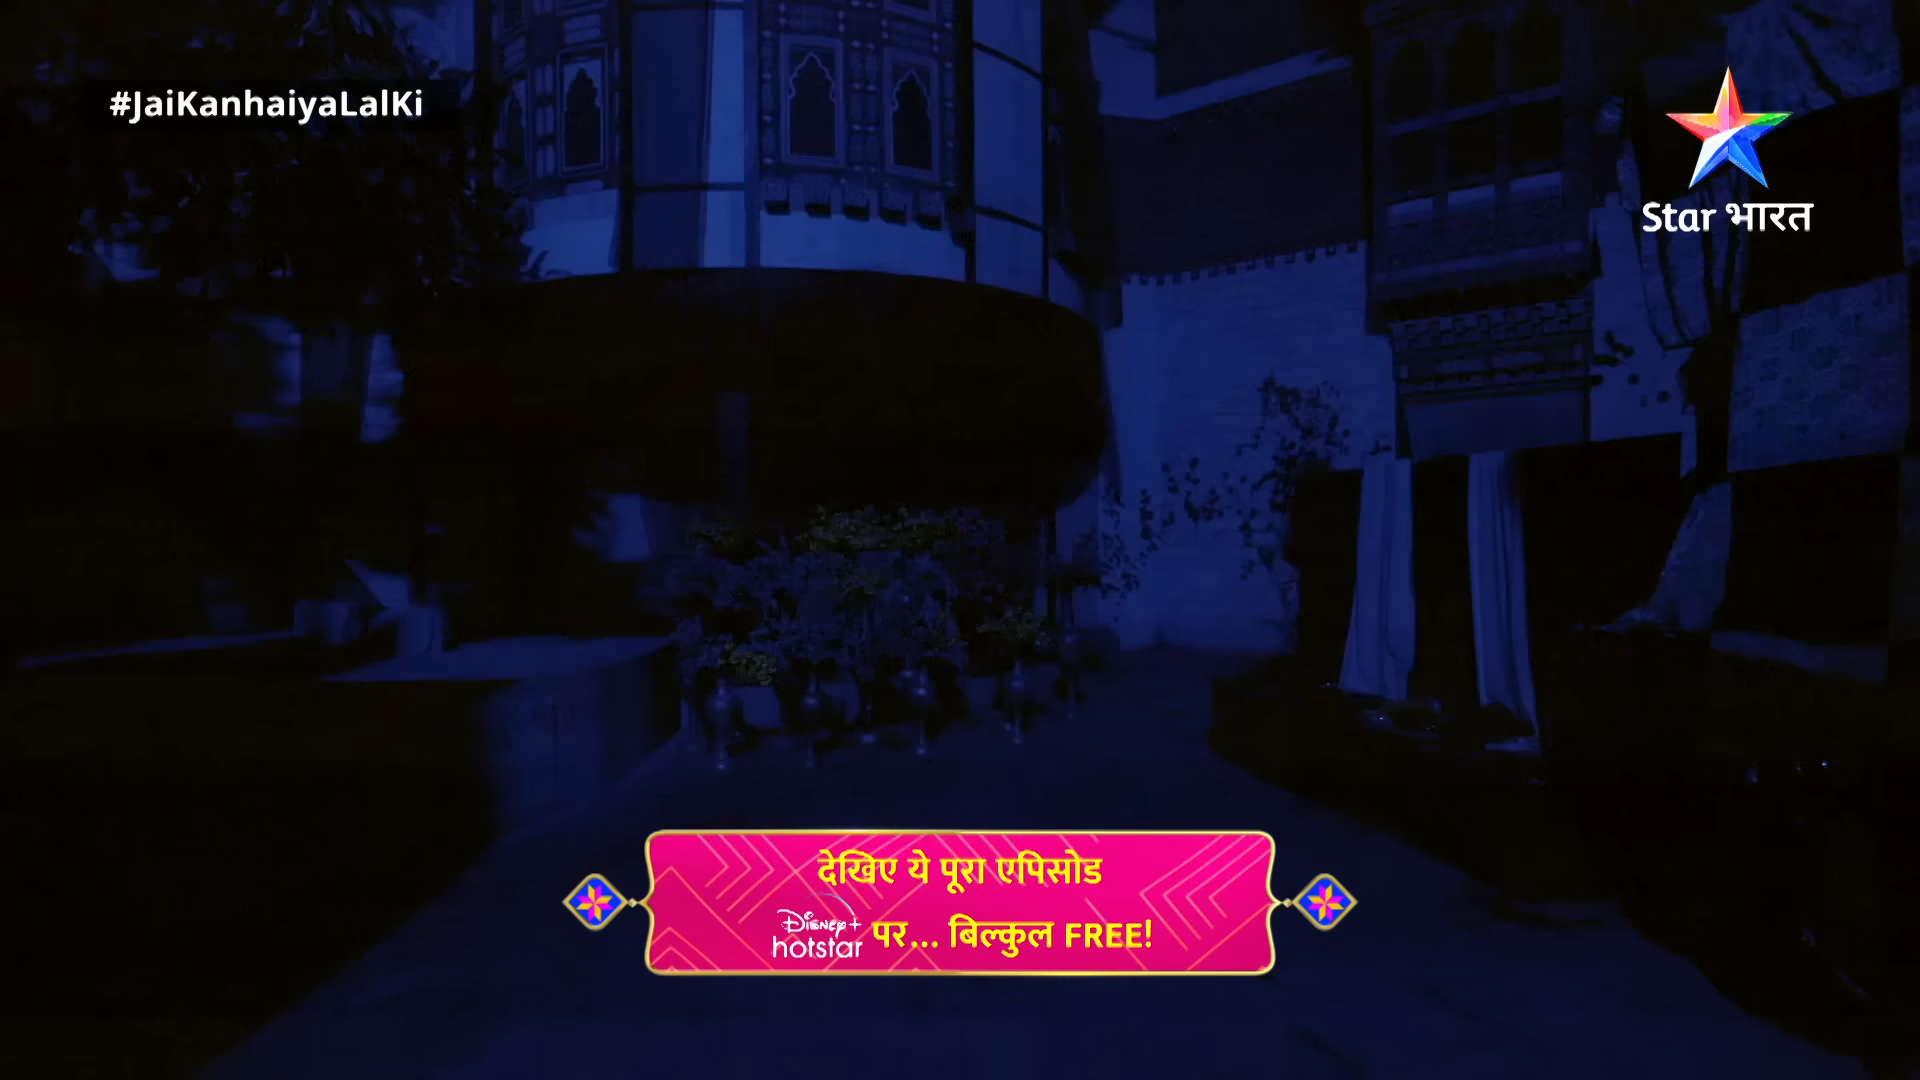 #JaiKanhaiyaLalKi
Star भारत
देखिए ये पूरा एपिसोड
Disney+ hotstar पर... बिल्कुल FREE!